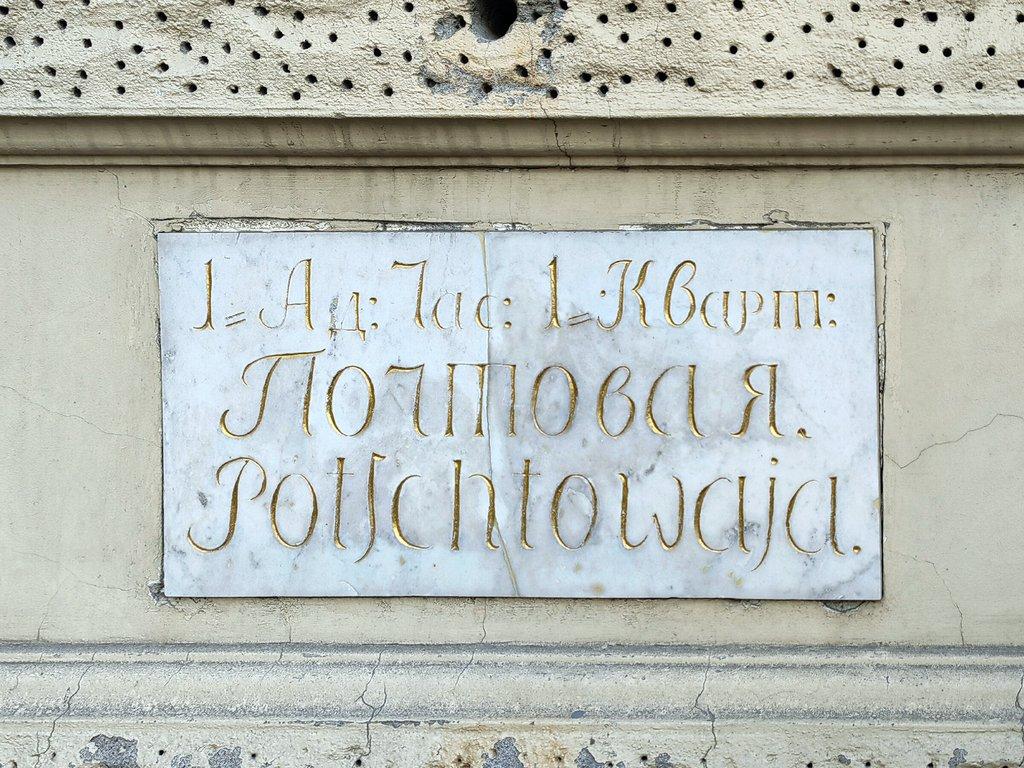 1= Ад: Час: 1=Кварт:
Почтовая.
Potſchtowaja.